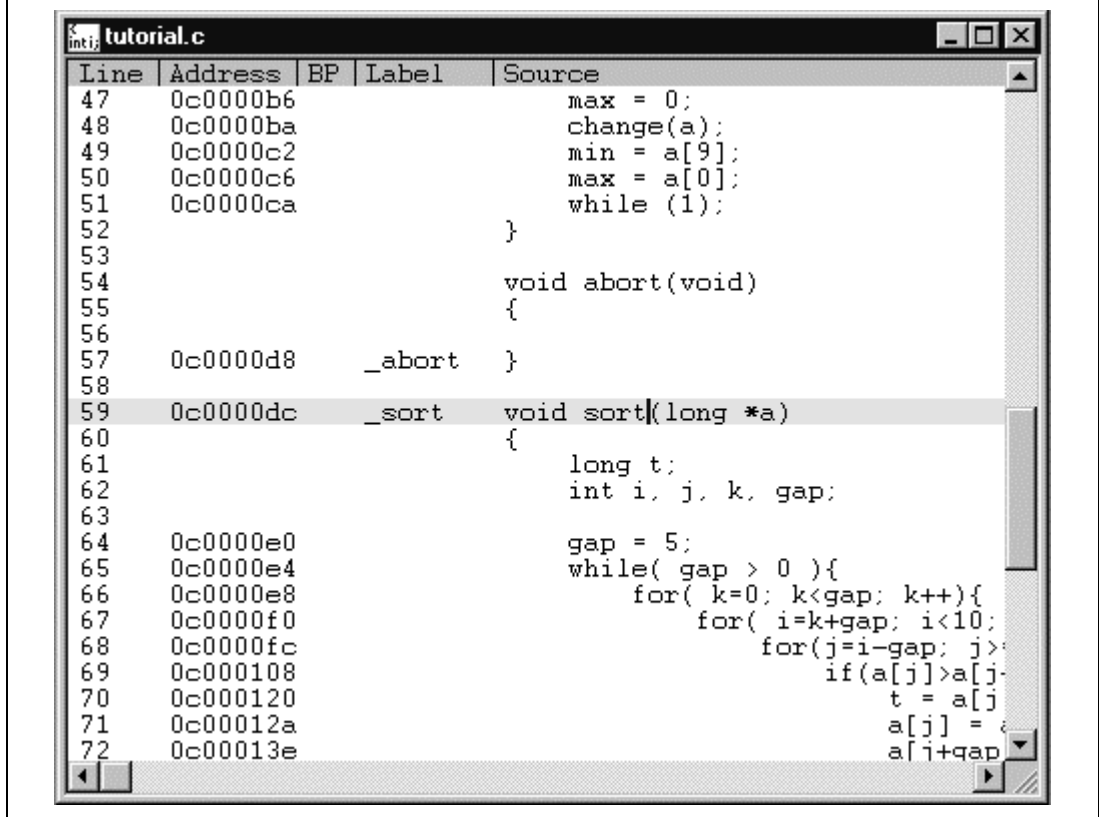 int i; tutorial.c
Line Address BP Label Source
47 0c0000b6 max = 0;
48 0c0000ba change(a);
49 0c0000c2 min = a[9];
50 0c0000c6 max = a[0];
51 0c0000ca while (1);
52 }
53
54 void abort(void)
55 {
56
57 0c0000d8 _abort }
58
59 0c0000dc _sort void sort(long *a)
60 {
61 long t;
62 int i, j, k, gap;
63
64 0c0000e0 gap = 5;
65 0c0000e4 while( gap > 0 ){
66 0c0000e8 for( k=0; k<gap; k++){
67 0c0000f0 for( i=k+gap; i<10;
68 0c0000fc for(j=i-gap; j>
69 0c000108 if(a[j]>a[j
70 0c000120 t = a[j
71 0c00012a a[j] =
72 0c00013e a[j+gap